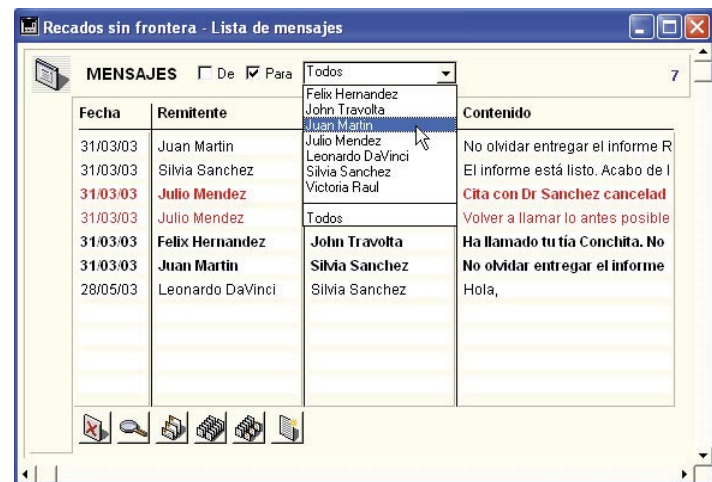 Recados sin frontera - Lista de mensajes
MENSAJES De Para Todos 7
Felix Hernandez
John Travolta
Juan Martin
Julio Mendez
Leonardo DaVinci
Silvia Sanchez
Victoria Raul
Todos
Fecha Remitente Contenido
31/03/03 Juan Martin No olvidar entregar el informe R
31/03/03 Silvia Sanchez El informe está listo. Acabo de l
31/03/03 Julio Mendez Cita con Dr Sanchez cancelad
31/03/03 Julio Mendez Volver a llamar lo antes posible
31/03/03 Felix Hernandez John Travolta Ha llamado tu tía Conchita. No
31/03/03 Juan Martin Silvia Sanchez No olvidar entregar el informe
28/05/03 Leonardo DaVinci Silvia Sanchez Hola,